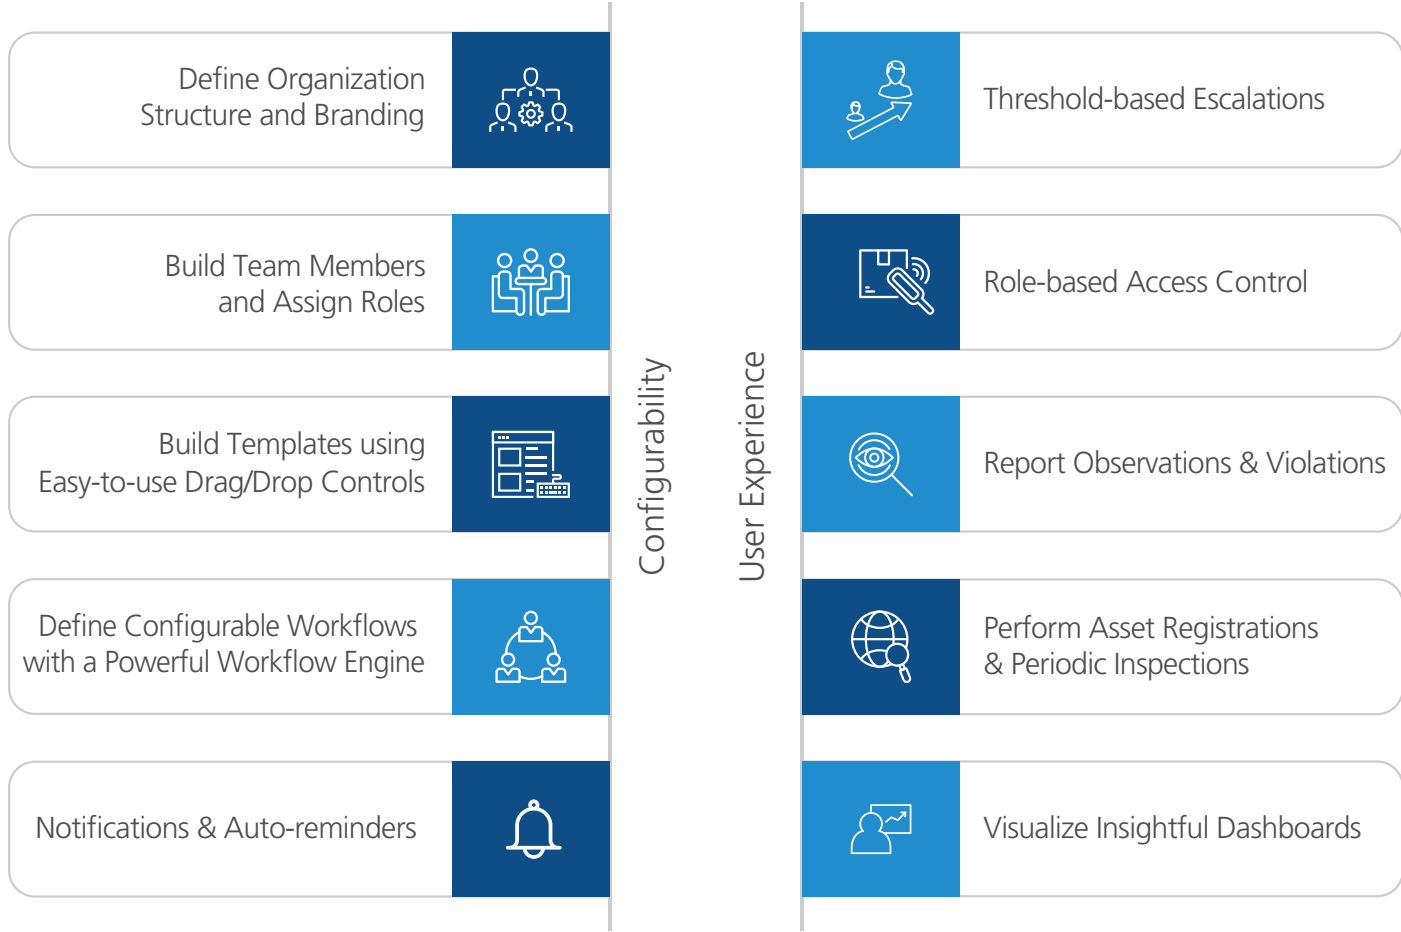 Define Organization
Structure and Branding
Build Team Members
and Assign Roles
Build Templates using
Easy-to-use Drag/Drop Controls
Define Configurable Workflows
with a Powerful Workflow Engine
Notifications & Auto-reminders
Configurability
User Experience
Threshold-based Escalations
Role-based Access Control
Report Observations & Violations
Perform Asset Registrations
& Periodic Inspections
Visualize Insightful Dashboards